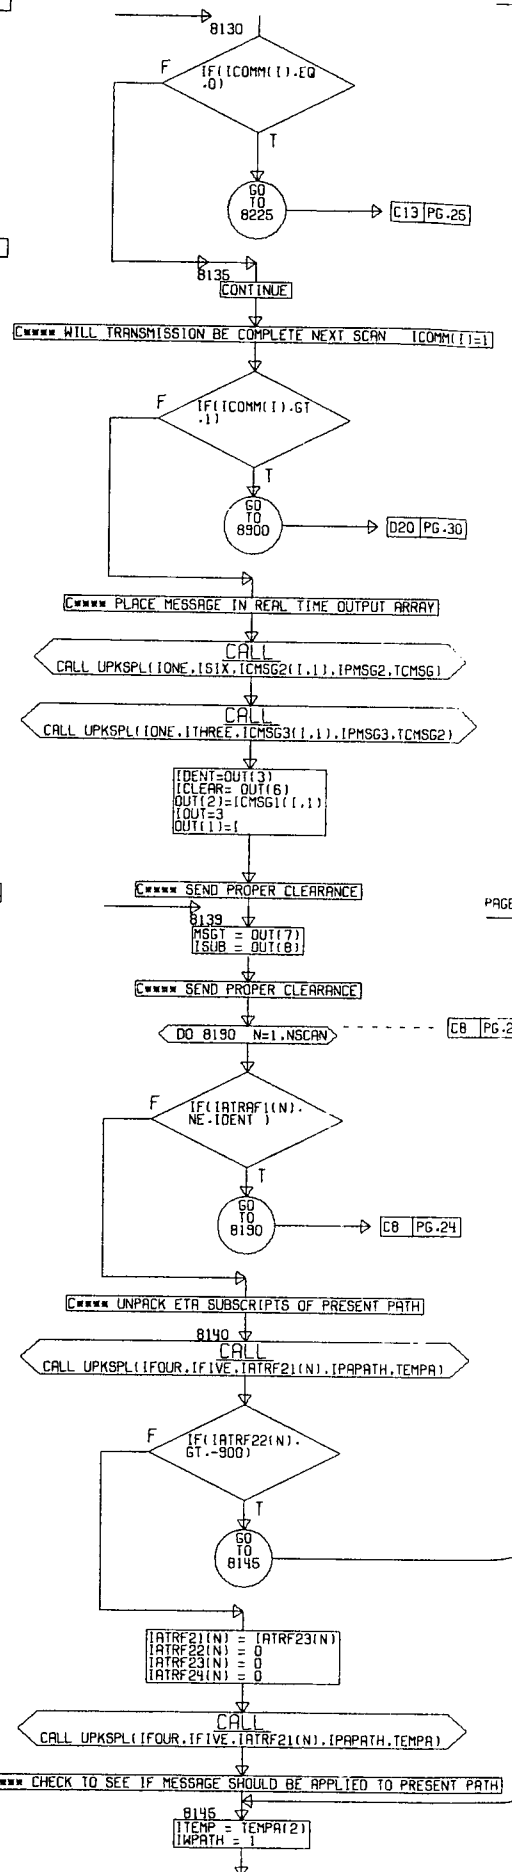 8130
F
IF(ICOMM(I).EQ
.0)
T
GO
TO
8225
C13 PG.25
8135
CONTINUE
C**** WILL TRANSMISSION BE COMPLETE NEXT SCAN ICOMM(I)=1
F
IF(ICOMM(I).GT
.1)
T
GO
TO
8900
D20 PG.30
C**** PLACE MESSAGE IN REAL TIME OUTPUT ARRAY
CALL
CALL UPKSPL(IONE,ISIX,ICMSG2(I,1),IPMSG2,TCMSG)
CALL
CALL UPKSPL(IONE,ITHREE,ICMSG3(I,1),IPMSG3,TCMSG2)
IDENT=OUT(3)
ICLEAR= OUT(6)
OUT(2)=ICMSG1(I,1)
IOUT=3
OUT(1)=I
C**** SEND PROPER CLEARANCE
PAGE
8139
MSGT = OUT(7)
ISUB = OUT(8)
C**** SEND PROPER CLEARANCE
DO 8190 N=1,NSCAN
C8 PG.2
F
IF(IATRAF1(N).
NE.IDENT )
T
GO
TO
8190
C8 PG.24
C**** UNPACK ETA SUBSCRIPTS OF PRESENT PATH
8140
CALL
CALL UPKSPL(IFOUR,IFIVE,IATRF21(N),IPAPATH,TEMPA)
F
IF(IATRF22(N).
GT.-900)
T
GO
TO
8145
IATRF21(N) = IATRF23(N)
IATRF22(N) = 0
IATRF23(N) = 0
IATRF24(N) = 0
CALL
CALL UPKSPL(IFOUR,IFIVE,IATRF21(N),IPAPATH,TEMPA)
*** CHECK TO SEE IF MESSAGE SHOULD BE APPLIED TO PRESENT PATH
8145
ITEMP = TEMPA(2)
IWPATH = 1